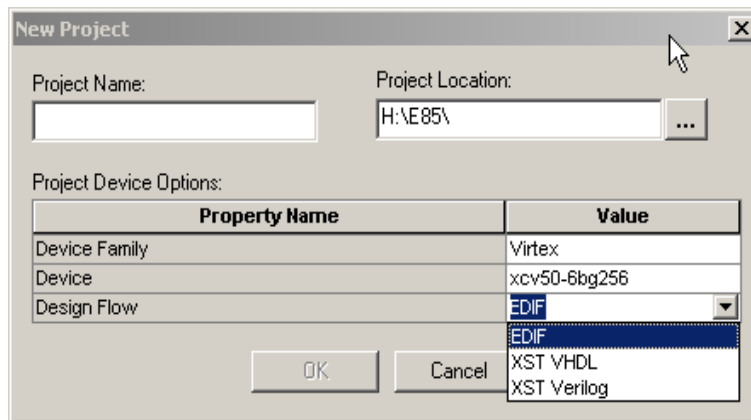 New Project
Project Name:
Project Location:
H:\E85\
...
Project Device Options:
Property Name Value
Device Family Virtex
Device xcv50-6bg256
Design Flow EDIF
EDIF
XST VHDL
XST Verilog
OK Cancel